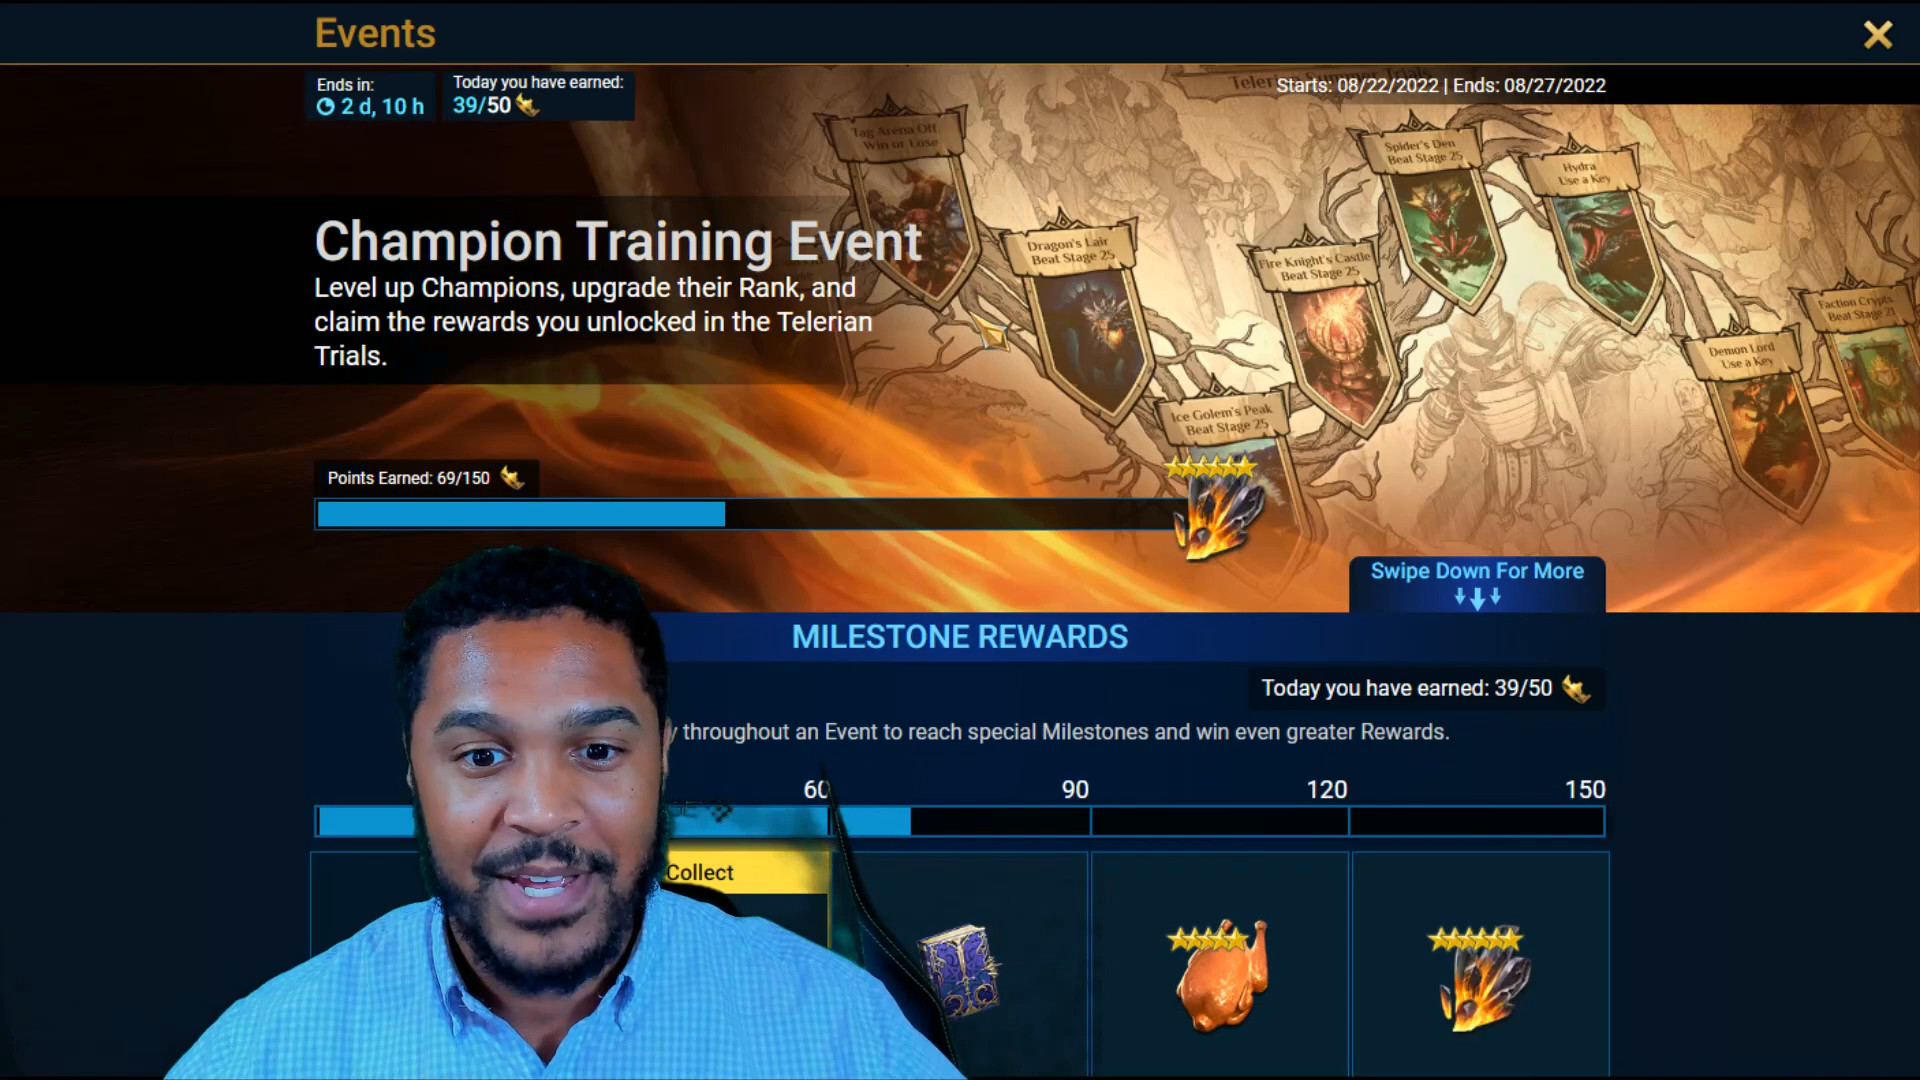 Events
Ends in:
2 d, 10 h
Today you have earned:
39/50
Starts: 08/22/2022 | Ends: 08/27/2022
Tag Arena Off
Win or Lose
Spider's Den
Beat Stage 25
Hydra
Use a Key
Dragon's Lair
Beat Stage 25
Fire Knight's Castle
Beat Stage 25
Faction Crypts
Beat Stage 21
Demon Lord
Use a Key
Ice Golem's Peak
Beat Stage 25
Champion Training Event
Level up Champions, upgrade their Rank, and
claim the rewards you unlocked in the Telerian
Trials.
Points Earned: 69/150
Swipe Down For More
MILESTONE REWARDS
Today you have earned: 39/50
throughout an Event to reach special Milestones and win even greater Rewards.
60
90
120
150
Collect